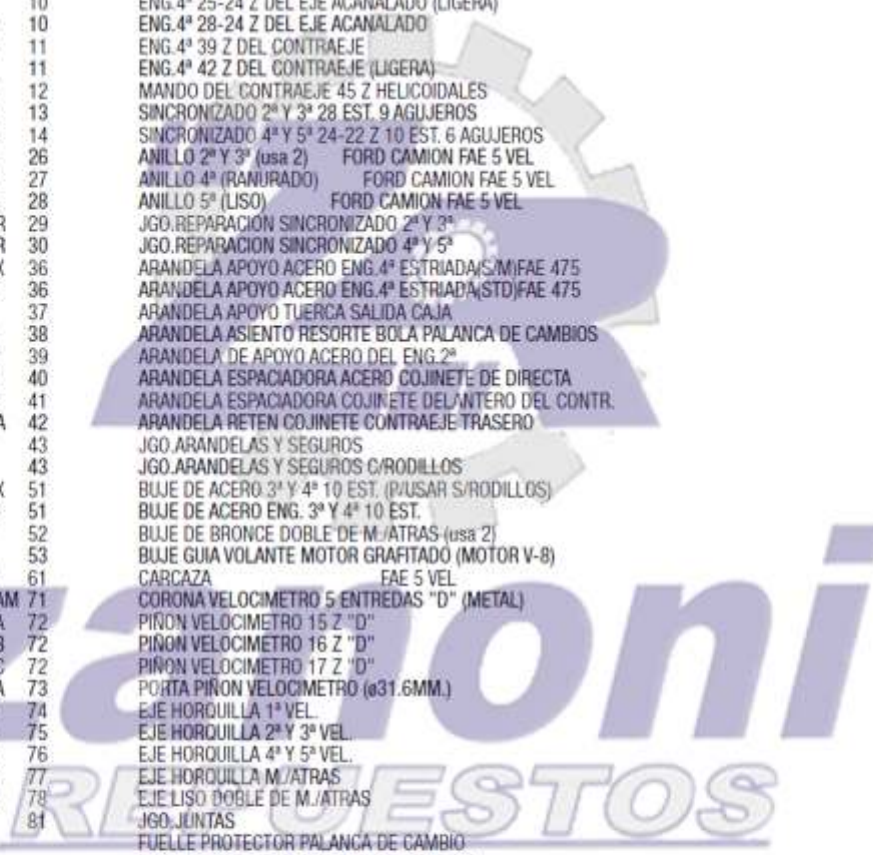 10 ENG.4ª 25-24 Z DEL EJE ACANALADO (LIGERA)
10 ENG.4ª 28-24 Z DEL EJE ACANALADO
11 ENG.4ª 39 Z DEL CONTRAEJE
11 ENG.4ª 42 Z DEL CONTRAEJE (LIGERA)
12 MANDO DEL CONTRAEJE 45 Z HELICOIDALES
13 SINCRONIZADO 2ª Y 3ª 28 EST. 9 AGUJEROS
14 SINCRONIZADO 4ª Y 5ª 24-22 Z 10 EST. 6 AGUJEROS
26 ANILLO 2ª Y 3ª (usa 2) FORD CAMION FAE 5 VEL
27 ANILLO 4ª (RANURADO) FORD CAMION FAE 5 VEL
28 ANILLO 5ª (LISO) FORD CAMION FAE 5 VEL
R 29 JGO.REPARACION SINCRONIZADO 2ª Y 3ª
R 30 JGO.REPARACION SINCRONIZADO 4ª Y 5ª
X 36 ARANDELA APOYO ACERO ENG.4ª ESTRIADA(S/M)FAE 475
36 ARANDELA APOYO ACERO ENG.4ª ESTRIADA(STD)FAE 475
37 ARANDELA APOYO TUERCA SALIDA CAJA
38 ARANDELA ASIENTO RESORTE BOLA PALANCA DE CAMBIOS
39 ARANDELA DE APOYO ACERO DEL ENG.2ª
40 ARANDELA ESPACIADORA ACERO COJINETE DE DIRECTA
41 ARANDELA ESPACIADORA COJINETE DELANTERO DEL CONTR.
A 42 ARANDELA RETEN COJINETE CONTRAEJE TRASERO
43 JGO.ARANDELAS Y SEGUROS
43 JGO.ARANDELAS Y SEGUROS C/RODILLOS
X 51 BUJE DE ACERO 3ª Y 4ª 10 EST. (P/USAR S/RODILLOS)
51 BUJE DE ACERO ENG. 3ª Y 4ª 10 EST.
52 BUJE DE BRONCE DOBLE DE M./ATRAS (usa 2)
53 BUJE GUIA VOLANTE MOTOR GRAFITADO (MOTOR V-8)
61 CARCAZA FAE 5 VEL
AM 71 CORONA VELOCIMETRO 5 ENTREDAS "D" (METAL)
A 72 PIÑON VELOCIMETRO 15 Z "D"
B 72 PIÑON VELOCIMETRO 16 Z "D"
C 72 PIÑON VELOCIMETRO 17 Z "D"
A 73 PORTA PIÑON VELOCIMETRO (ø31.6MM.)
74 EJE HORQUILLA 1ª VEL.
75 EJE HORQUILLA 2ª Y 3ª VEL.
76 EJE HORQUILLA 4ª Y 5ª VEL.
77 EJE HORQUILLA M./ATRAS
78 EJE LISO DOBLE DE M./ATRAS
81 JGO.JUNTAS
FUELLE PROTECTOR PALANCA DE CAMBIO
zanoni
REPUESTOS